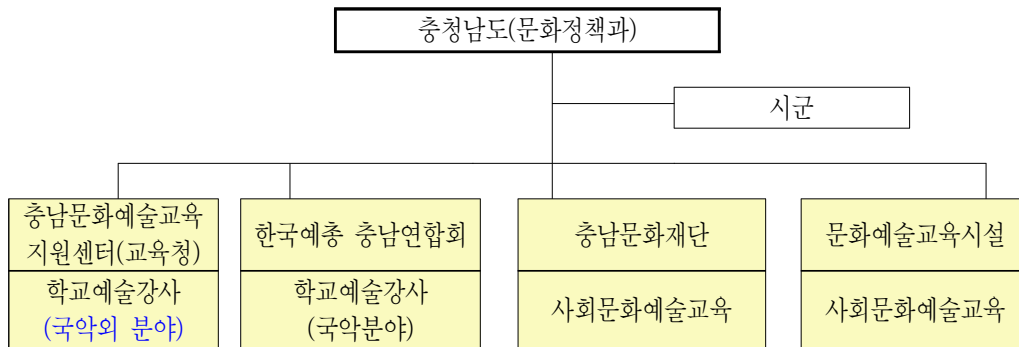 충청남도(문화정책과)
시군
충남문화예술교육
지원센터(교육청)
학교예술강사
(국악외 분야)
한국예총 충남연합회
학교예술강사
(국악분야)
충남문화재단
사회문화예술교육
문화예술교육시설
사회문화예술교육